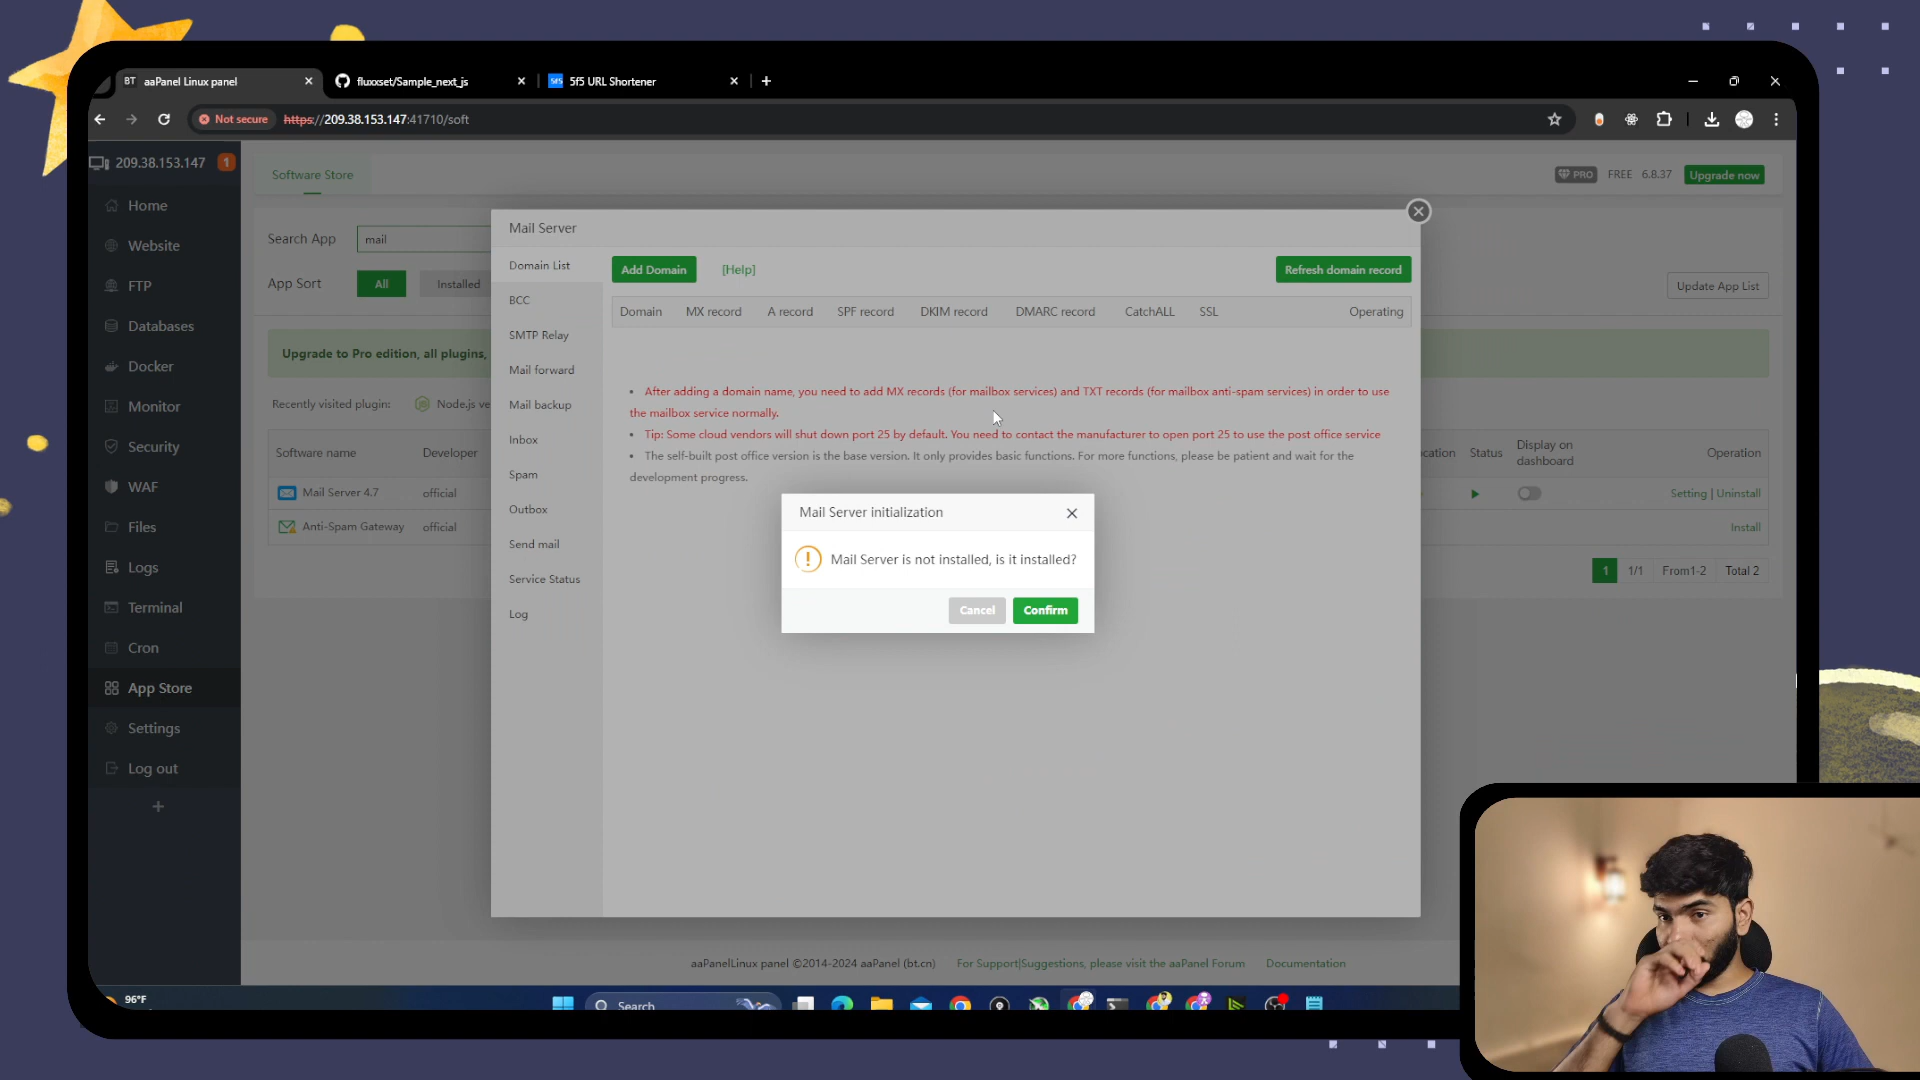 BT aaPanel Linux panel
fluxxset/Sample_next_js
5f5 5f5 URL Shortener
Not secure https://209.38.153.147:41710/soft
209.38.153.147 1
Home
Website
FTP
Databases
Docker
Monitor
Security
WAF
Files
Logs
Terminal
Cron
App Store
Settings
Log out
Software Store
PRO FREE 6.8.37 Upgrade now
Search App mail
App Sort All Installed
Update App List
Upgrade to Pro edition, all plugins,
Recently visited plugin: Node.js ve
Software name Developer
Status Display on dashboard Operation
Mail Server 4.7 official
Setting | Uninstall
Anti-Spam Gateway official
Install
1 1/1 From1-2 Total 2
Mail Server
Domain List
BCC
SMTP Relay
Mail forward
Mail backup
Inbox
Spam
Outbox
Send mail
Service Status
Log
Add Domain [Help] Refresh domain record
Domain MX record A record SPF record DKIM record DMARC record CatchALL SSL Operating
After adding a domain name, you need to add MX records (for mailbox services) and TXT records (for mailbox anti-spam services) in order to use
the mailbox service normally.
Tip: Some cloud vendors will shut down port 25 by default. You need to contact the manufacturer to open port 25 to use the post office service
The self-built post office version is the base version. It only provides basic functions. For more functions, please be patient and wait for the
development progress.
Mail Server initialization
Mail Server is not installed, is it installed?
Cancel Confirm
aaPanelLinux panel ©2014-2024 aaPanel (bt.cn) For Support|Suggestions, please visit the aaPanel Forum Documentation
96°F
Search